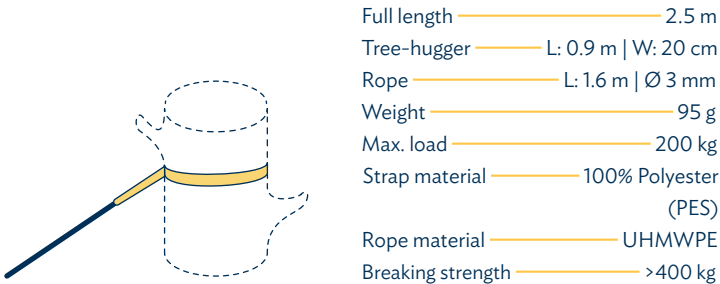 Full length 2.5 m
Tree-hugger L: 0.9 m | W: 20 cm
Rope L: 1.6 m | Ø 3 mm
Weight 95 g
Max. load 200 kg
Strap material 100% Polyester
(PES)
Rope material UHMWPE
Breaking strength >400 kg